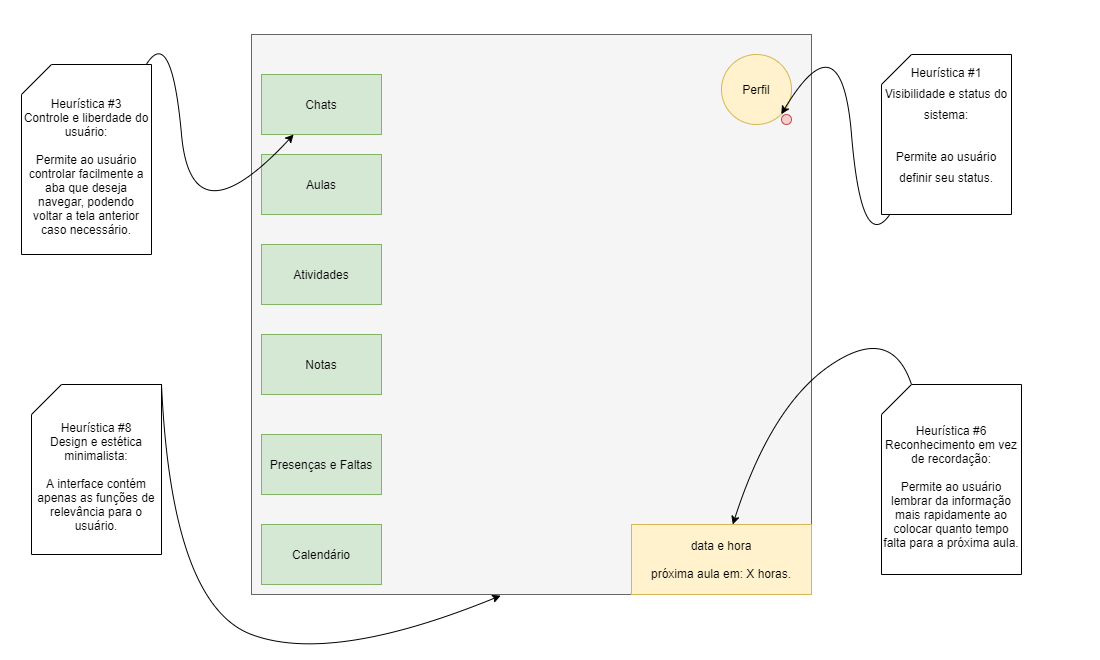 Heurística #3
Controle e liberdade do
usuário:
Permite ao usuário
controlar facilmente a
aba que deseja
navegar, podendo
voltar a tela anterior
caso necessário.
Chats
Aulas
Atividades
Notas
Presenças e Faltas
Calendário
Perfil
Heurística #1
Visibilidade e status do
sistema:
Permite ao usuário
definir seu status.
Heurística #8
Design e estética
minimalista:
A interface contém
apenas as funções de
relevância para o
usuário.
data e hora
próxima aula em: X horas.
Heurística #6
Reconhecimento em vez
de recordação:
Permite ao usuário
lembrar da informação
mais rapidamente ao
colocar quanto tempo
falta para a próxima aula.